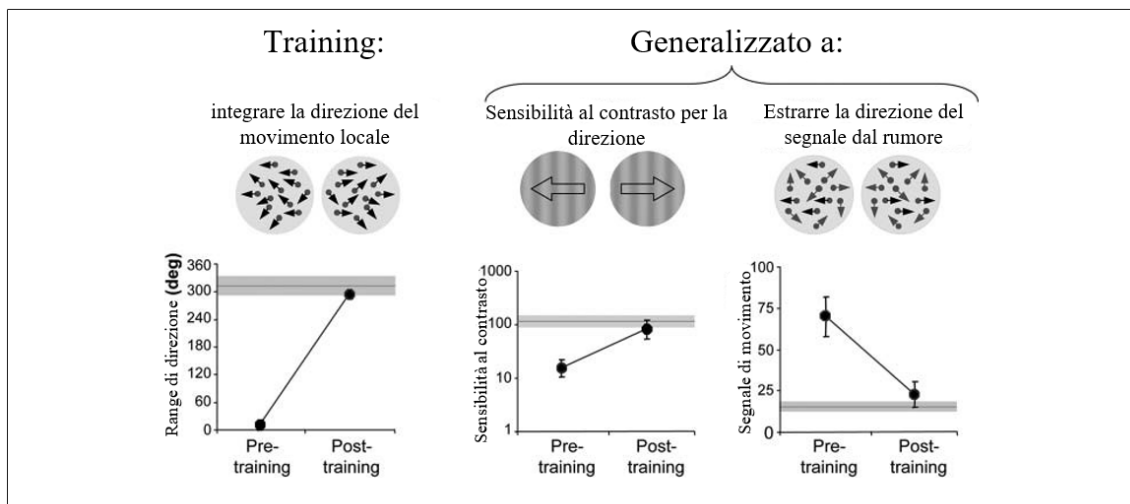 Training:
Generalizzato a:
integrare la direzione del
movimento locale
Sensibilità al contrasto per la
direzione
Estrarre la direzione del
segnale dal rumore
Range di direzione (deg)
360
300
240
180
120
60
0
Pre-
training
Post-
training
Sensibilità al contrasto
1000
100
10
1
Pre-
training
Post-
training
Segnale di movimento
100
75
50
25
0
Pre-
training
Post-
training